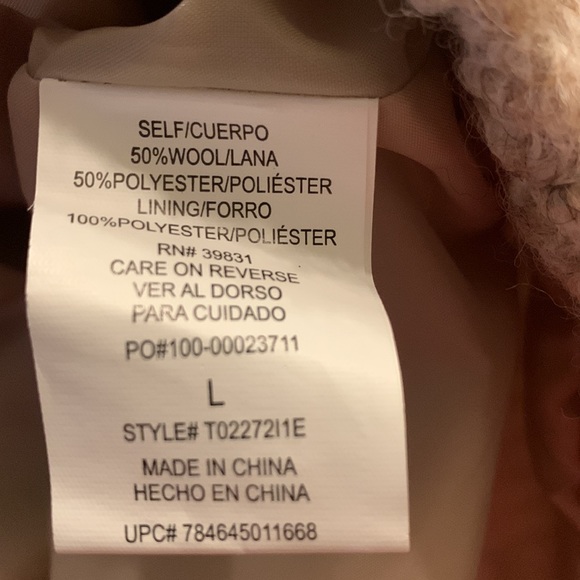 SELF/CUERPO
50%WOOL/LANA
50%POLYESTER/POLIÉSTER
LINING/FORRO
100%POLYESTER/POLIÉSTER
RN# 39831
CARE ON REVERSE
VER AL DORSO
PARA CUIDADO
PO#100-00023711
L
STYLE# T02272I1E
MADE IN CHINA
HECHO EN CHINA
UPC# 784645011668